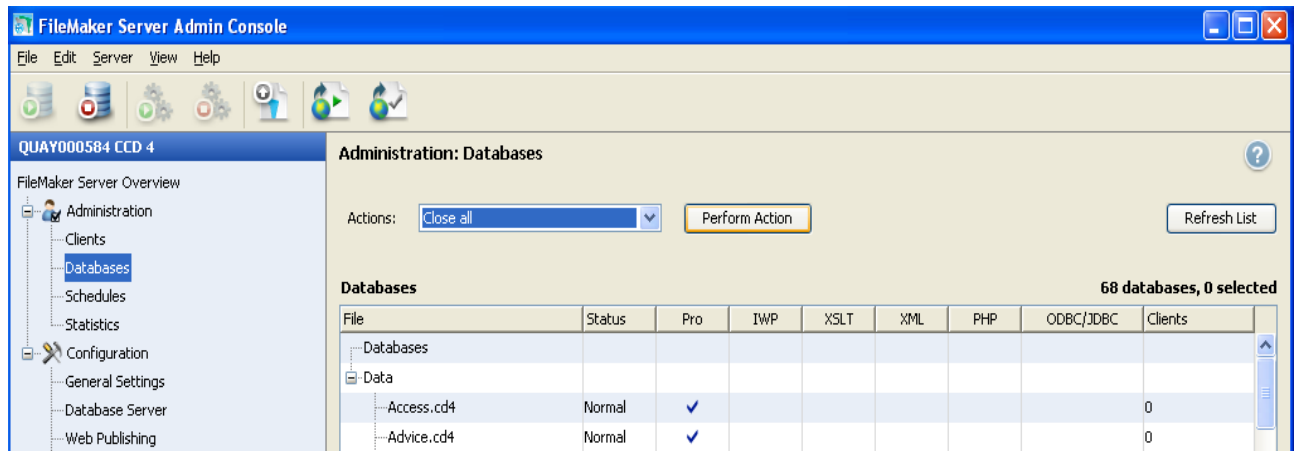 FileMaker Server Admin Console
File Edit Server View Help
QUAY000584 CCD 4
FileMaker Server Overview
Administration
Clients
Databases
Schedules
Statistics
Configuration
General Settings
Database Server
Web Publishing
Administration: Databases
Actions: Close all Perform Action Refresh List
Databases 68 databases, 0 selected
File Status Pro IWP XSLT XML PHP ODBC/JDBC Clients
Databases
Data
Access.cd4 Normal 0
Advice.cd4 Normal 0